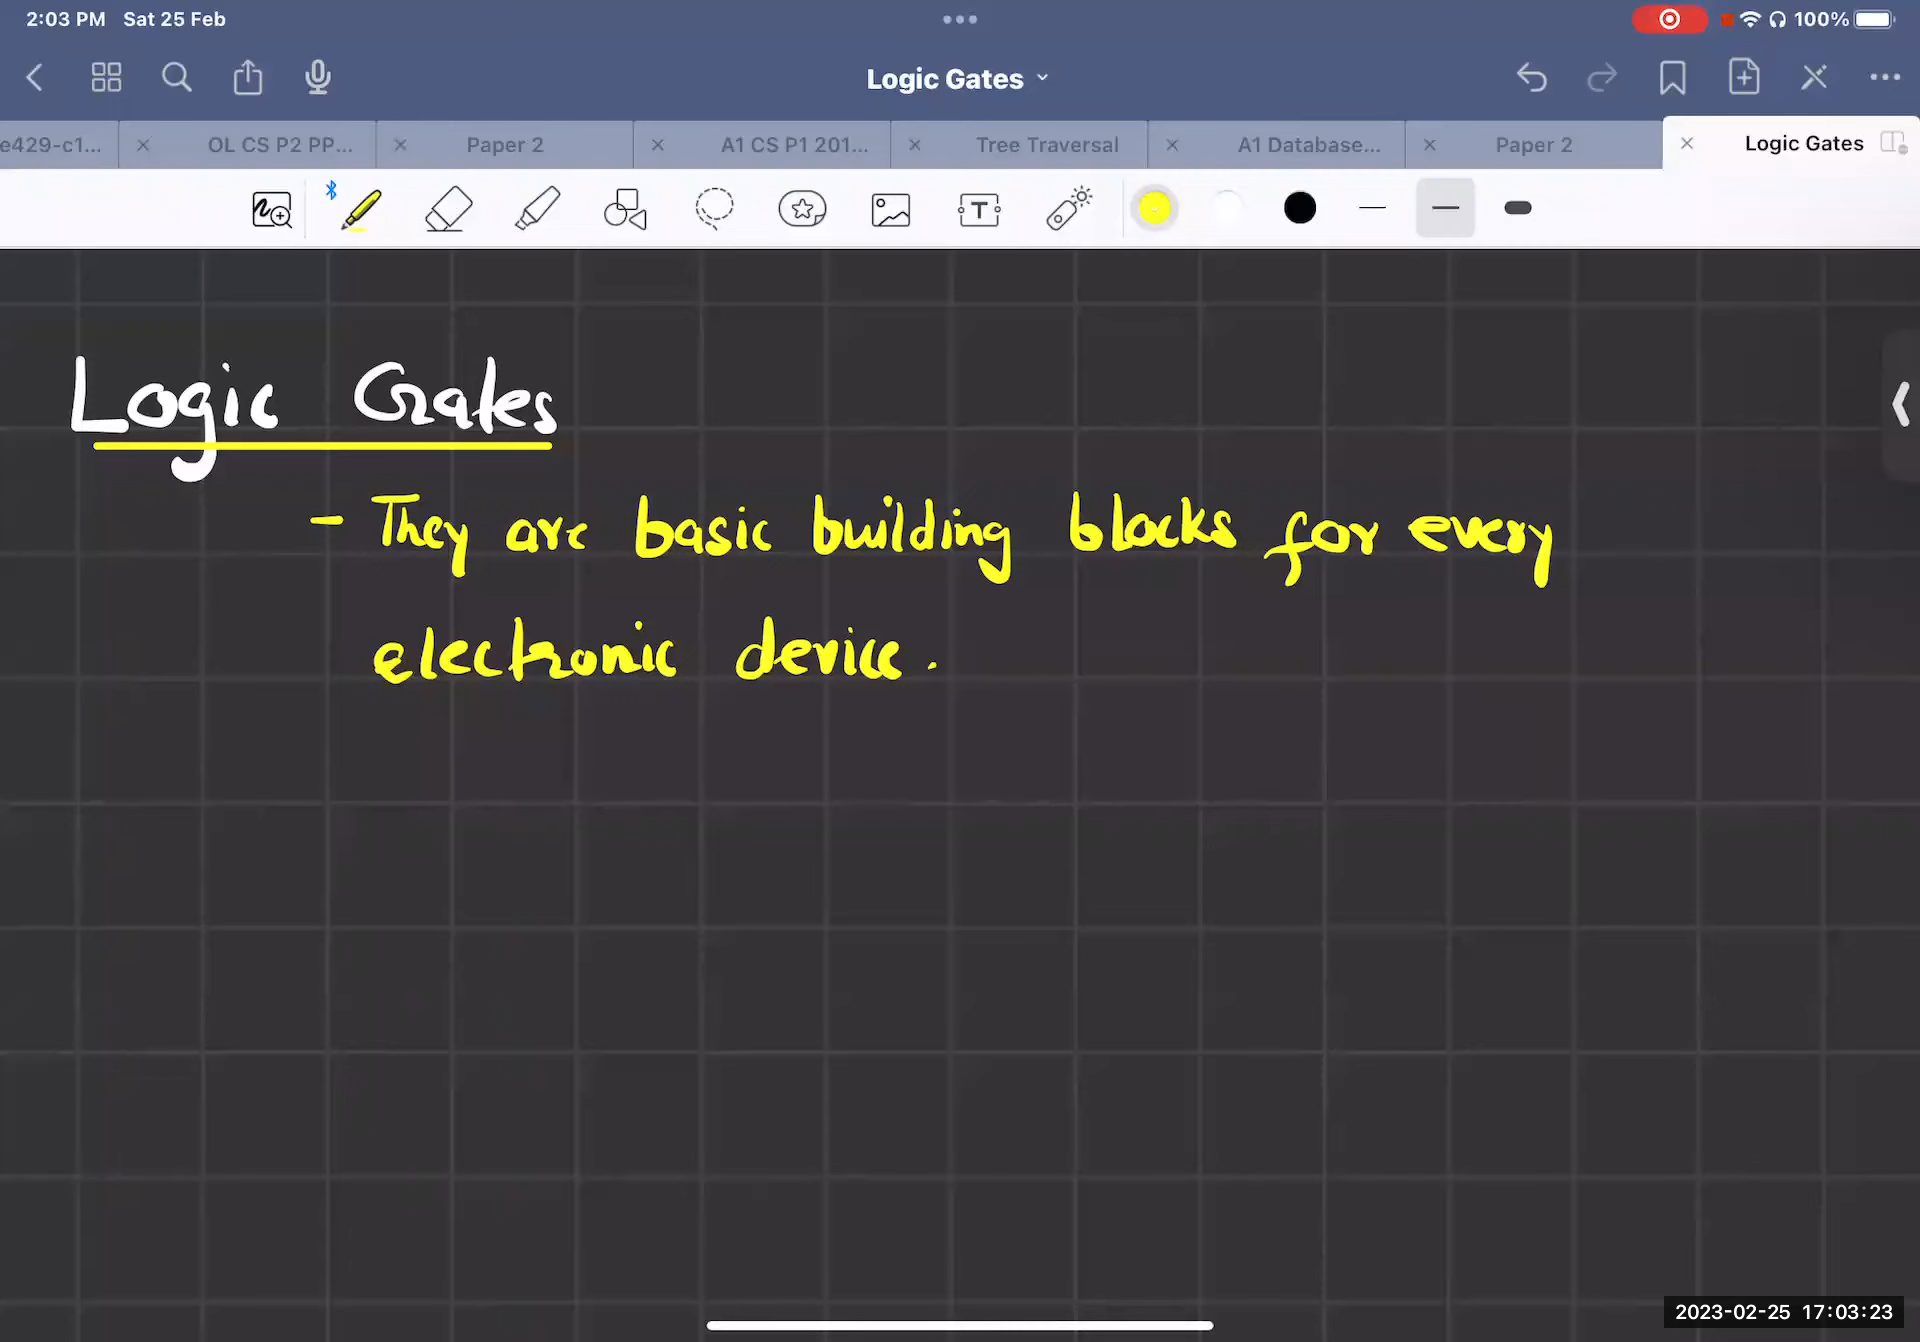 2:03 PM Sat 25 Feb
100%
Logic Gates
e429-c1...
OL CS P2 PP...
Paper 2
A1 CS P1 201...
Tree Traversal
A1 Database...
Paper 2
Logic Gates
T
Logic Gates
- They are basic building blocks for every
electronic device.
2023-02-25 17:03:23